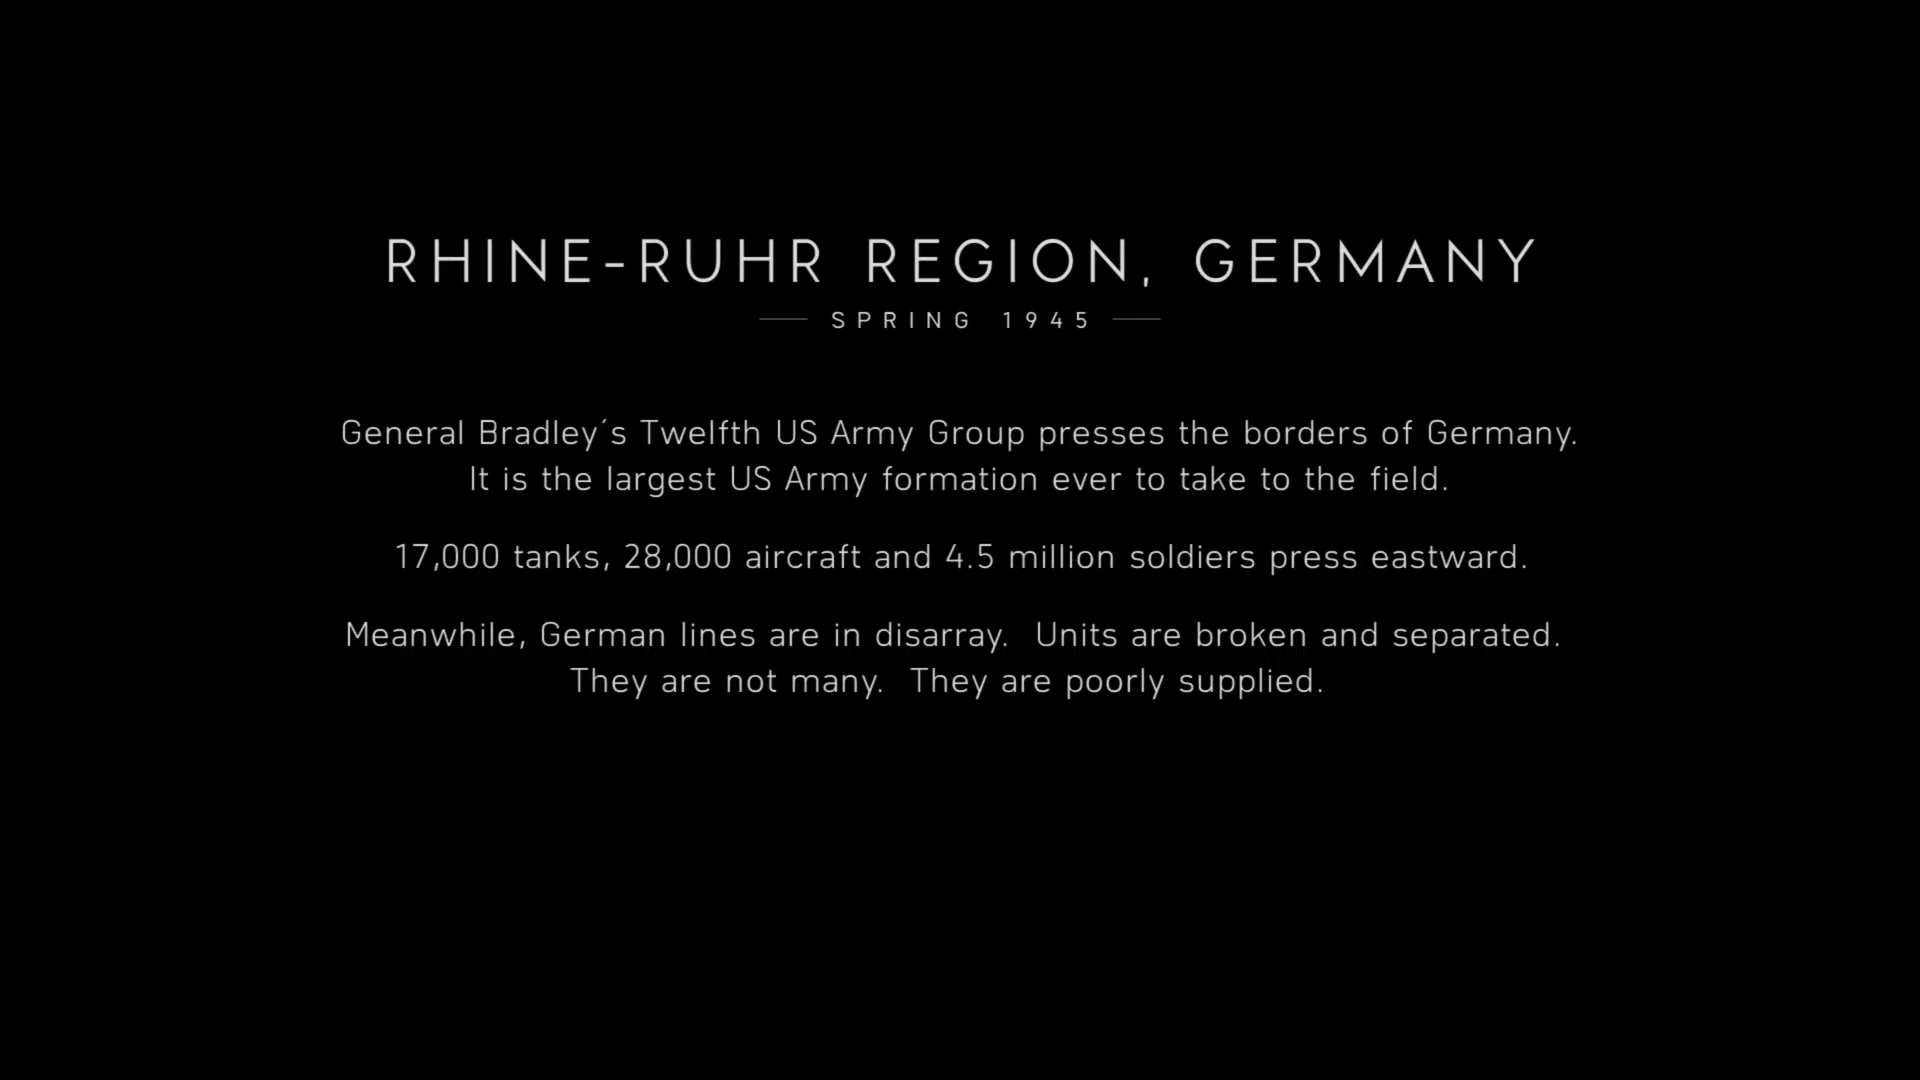 RHINE-RUHR REGION, GERMANY
SPRING 1945
General Bradley´s Twelfth US Army Group presses the borders of Germany.
It is the largest US Army formation ever to take to the field.
17,000 tanks, 28,000 aircraft and 4.5 million soldiers press eastward.
Meanwhile, German lines are in disarray.  Units are broken and separated.
They are not many.  They are poorly supplied.